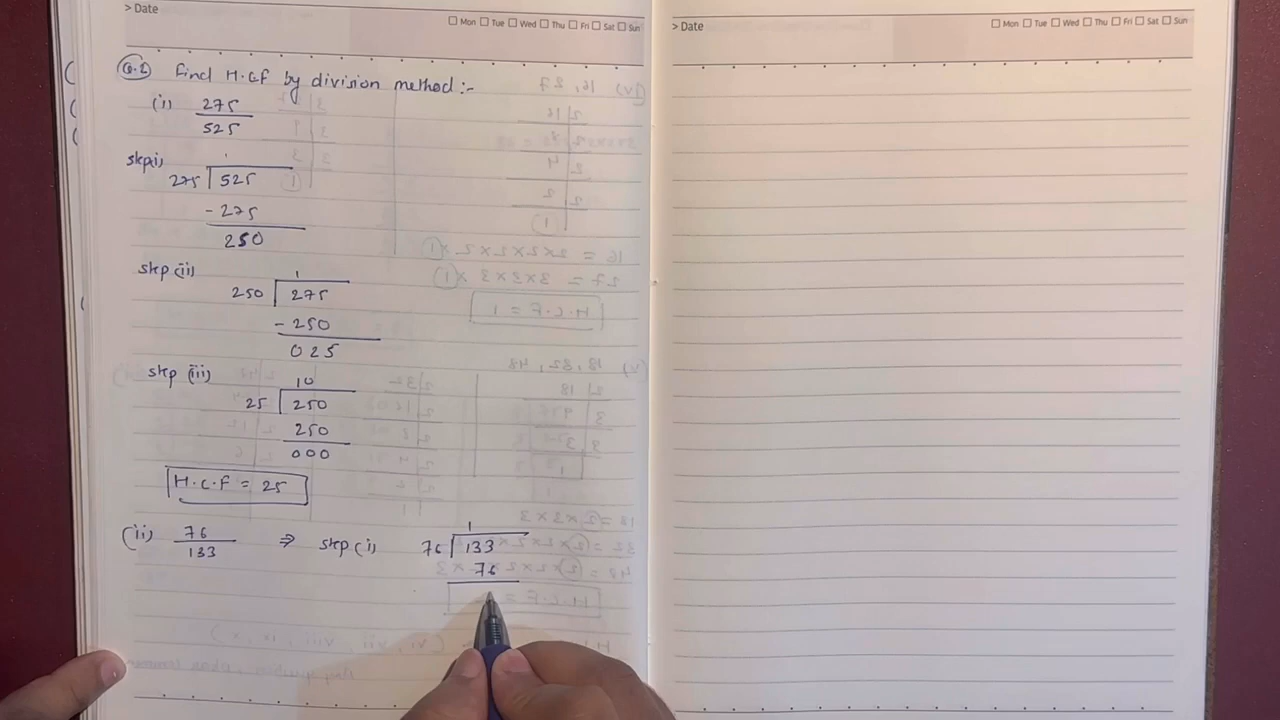 > Date
Mon Tue Wed Thu Fri Sat Sun
Q.2 Find H.C.F by division method :-
(i) 275
525
step(i)
1
275 525
- 275
250
step (ii)
1
250 275
- 250
025
step (iii)
10
25 250
250
000
H.C.F = 25
(ii) 76
133
⇒ step (i)
1
76 133
76
> Date
Mon Tue Wed Thu Fri Sat Sun